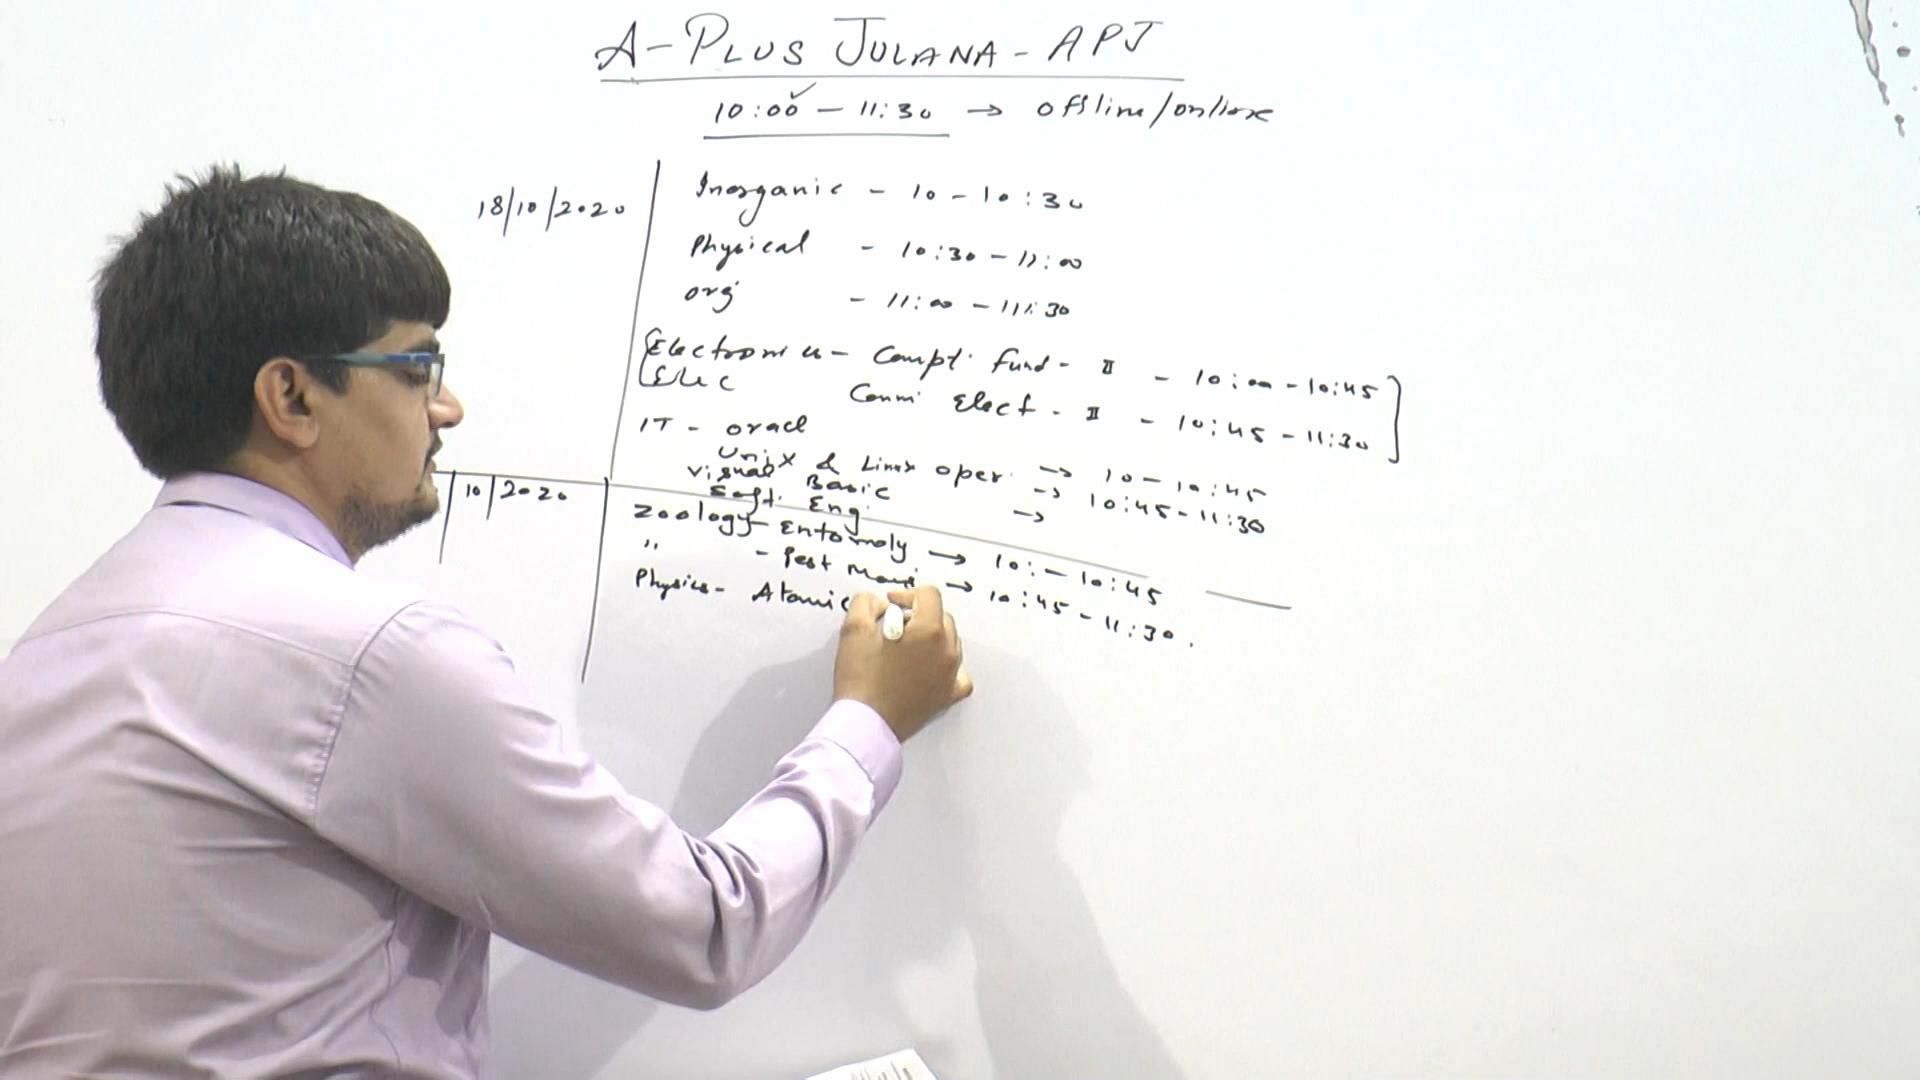 A-PLUS JULANA - APJ
10:00 - 11:30 → offline/online
18/10/2020
Inorganic - 10 - 10:30
Physical - 10:30 - 11:00
org - 11:00 - 11:30
Electronics - Compt. Fund - II - 10:00 - 10:45
Elec Comm. Elect - II - 10:45 - 11:30
IT - oracl
Unix & Linux oper. → 10 - 10:45
Visual Basic → 10:45 - 11:30
Soft. Eng. →
10/2020
Zoology - Entomoly → 10: - 10:45
,, - Pest Man → 10:45 - 11:30.
Physics - Atomic